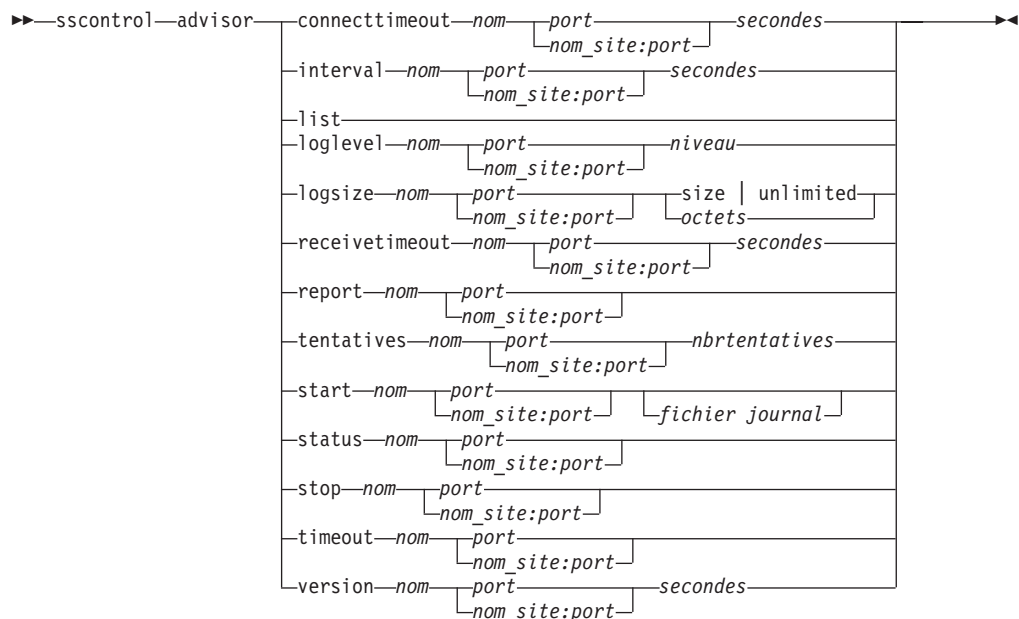 sscontrol advisor connecttimeout nom port secondes
nom_site:port
interval nom port secondes
nom_site:port
list
loglevel nom port niveau
nom_site:port
logsize nom port size | unlimited
nom_site:port octets
receivetimeout nom port secondes
nom_site:port
report nom port
nom_site:port
tentatives nom port nbrtentatives
nom_site:port
start nom port
nom_site:port fichier journal
status nom port
nom_site:port
stop nom port
nom_site:port
timeout nom port
nom_site:port
version nom port secondes
nom_site:port